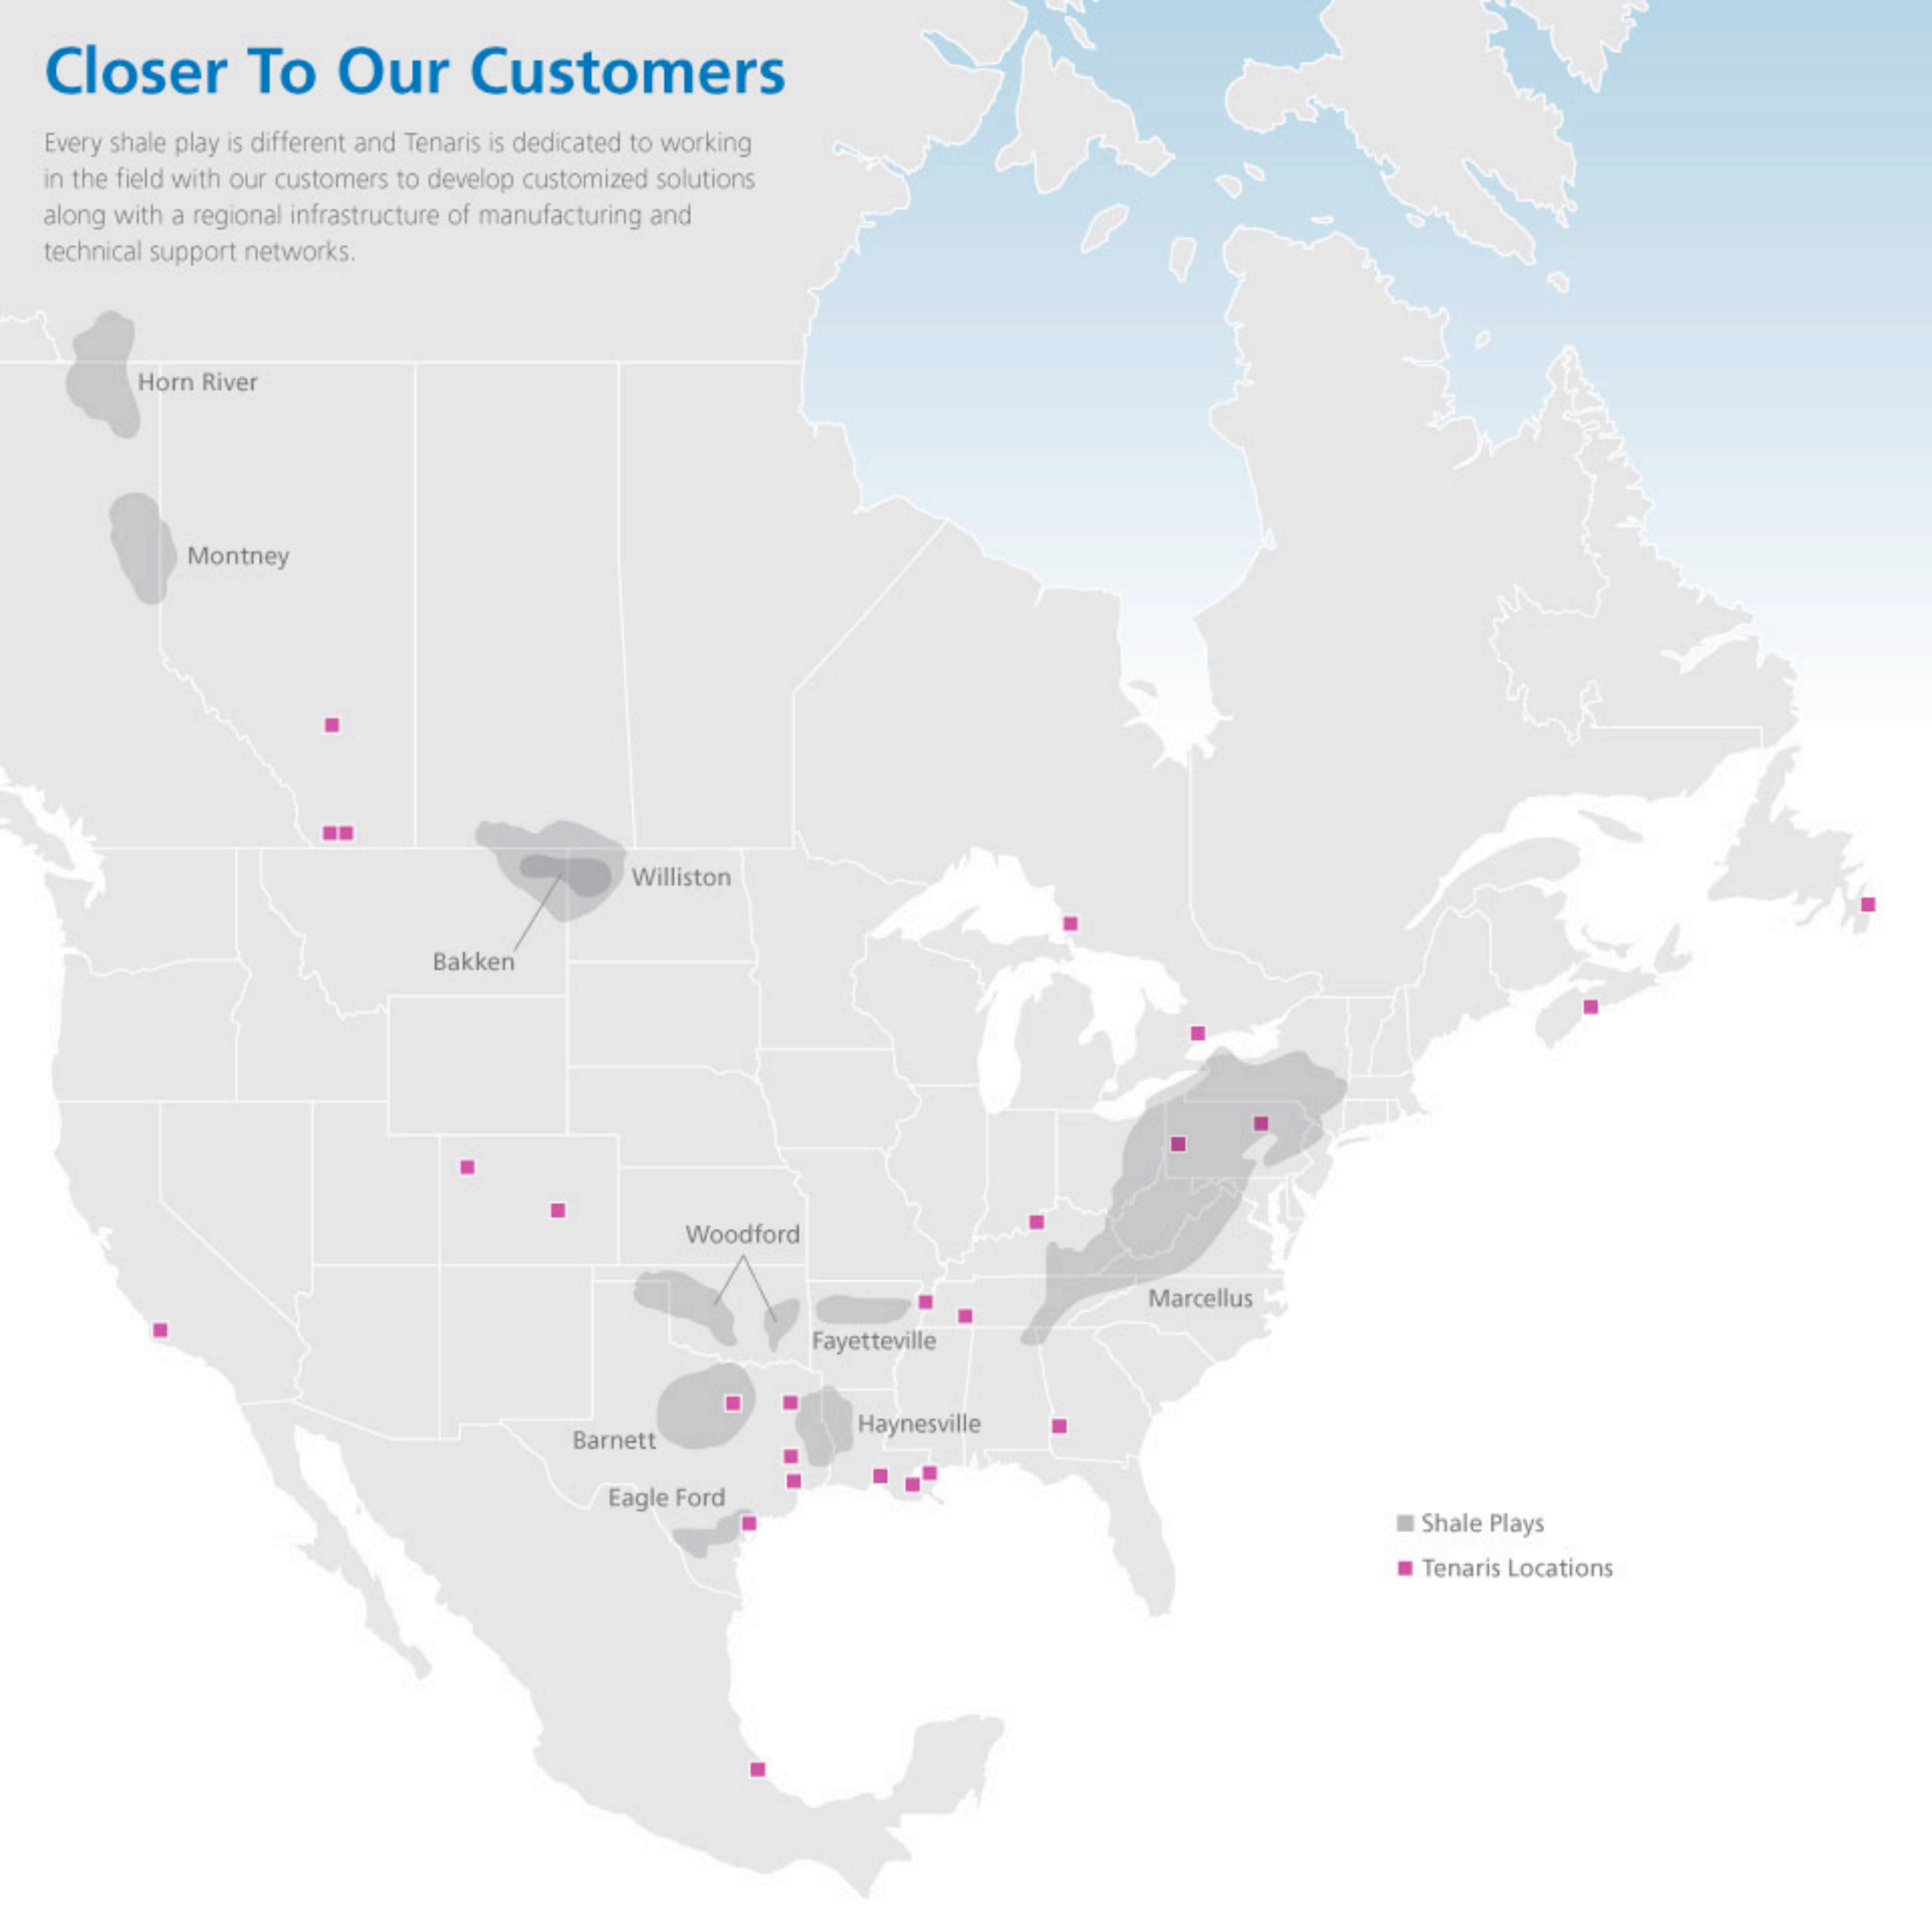 Closer To Our Customers
Every shale play is different and Tenaris is dedicated to working
in the field with our customers to develop customized solutions
along with a regional infrastructure of manufacturing and
technical support networks.
Horn River
Montney
Williston
Bakken
Woodford
Marcellus
Fayetteville
Haynesville
Barnett
Eagle Ford
Shale Plays
Tenaris Locations